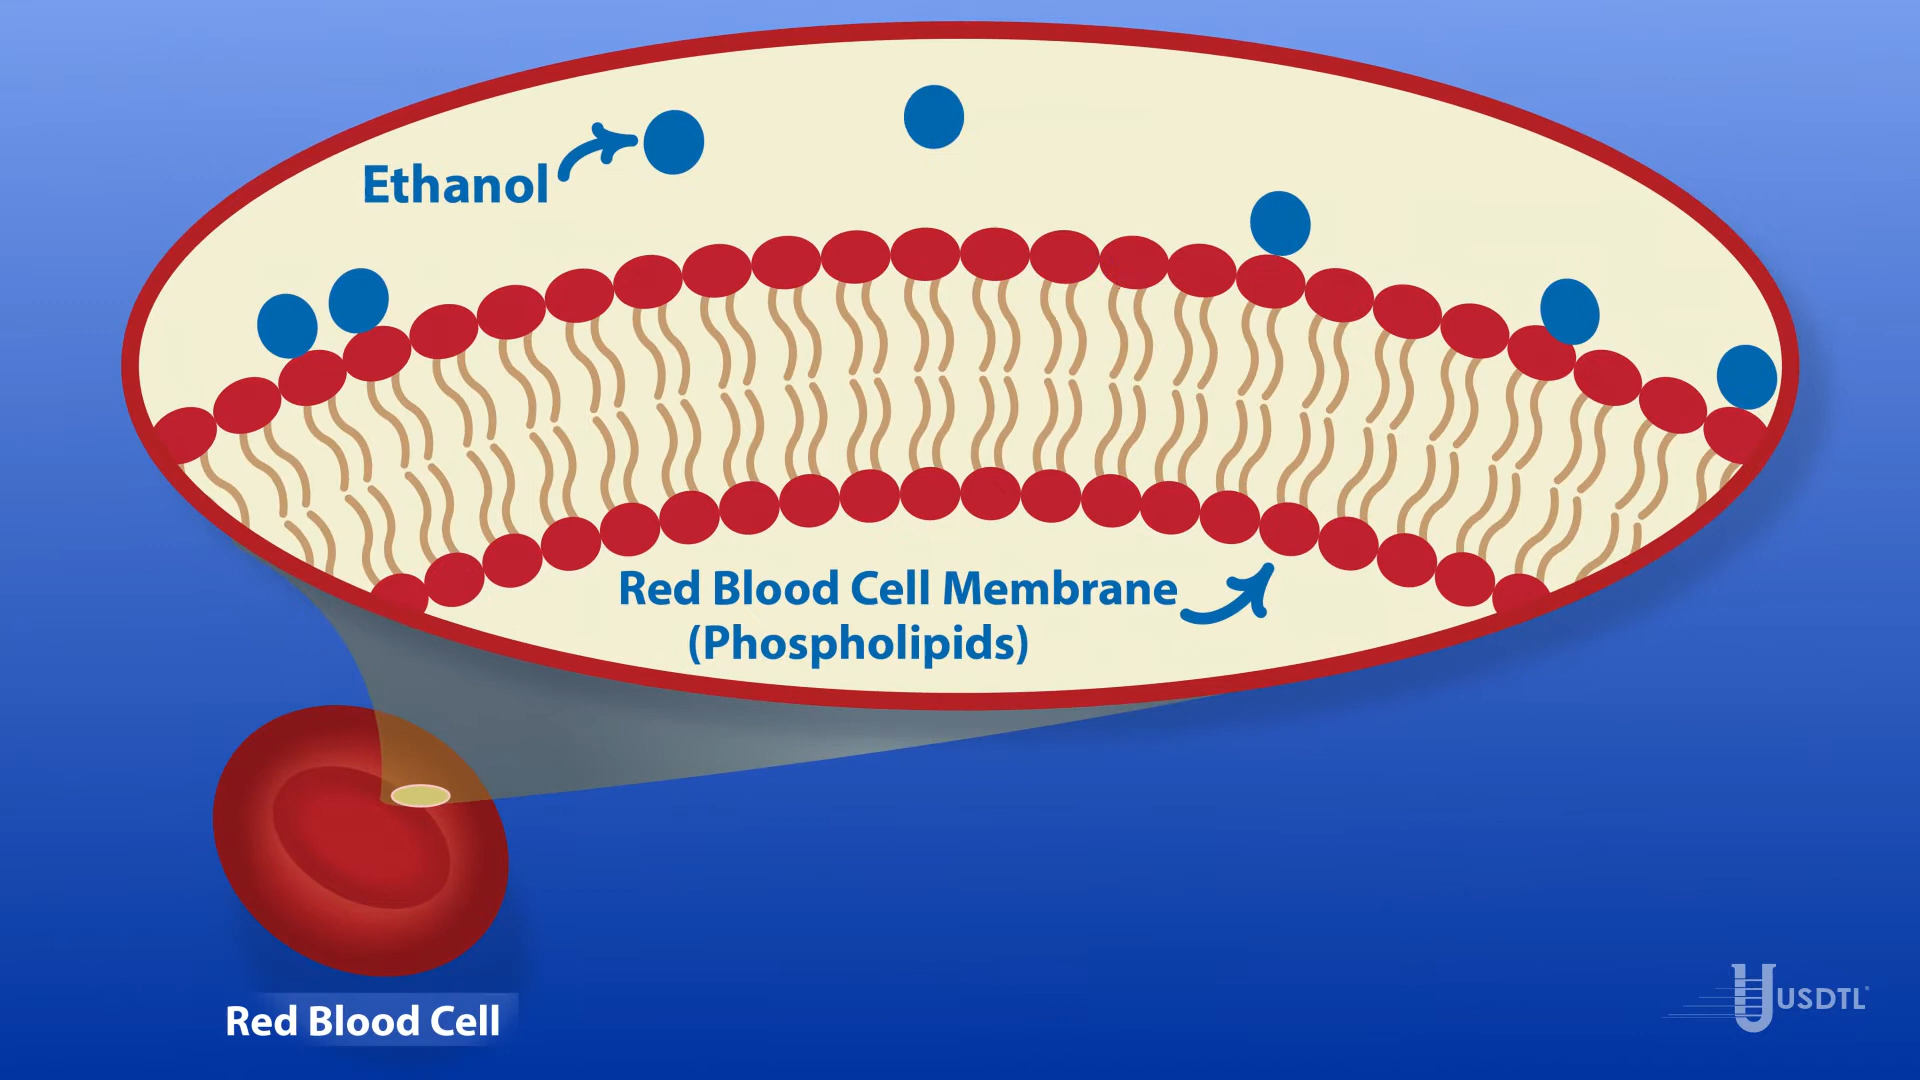 Ethanol
Red Blood Cell Membrane
(Phospholipids)
Red Blood Cell
USDTL